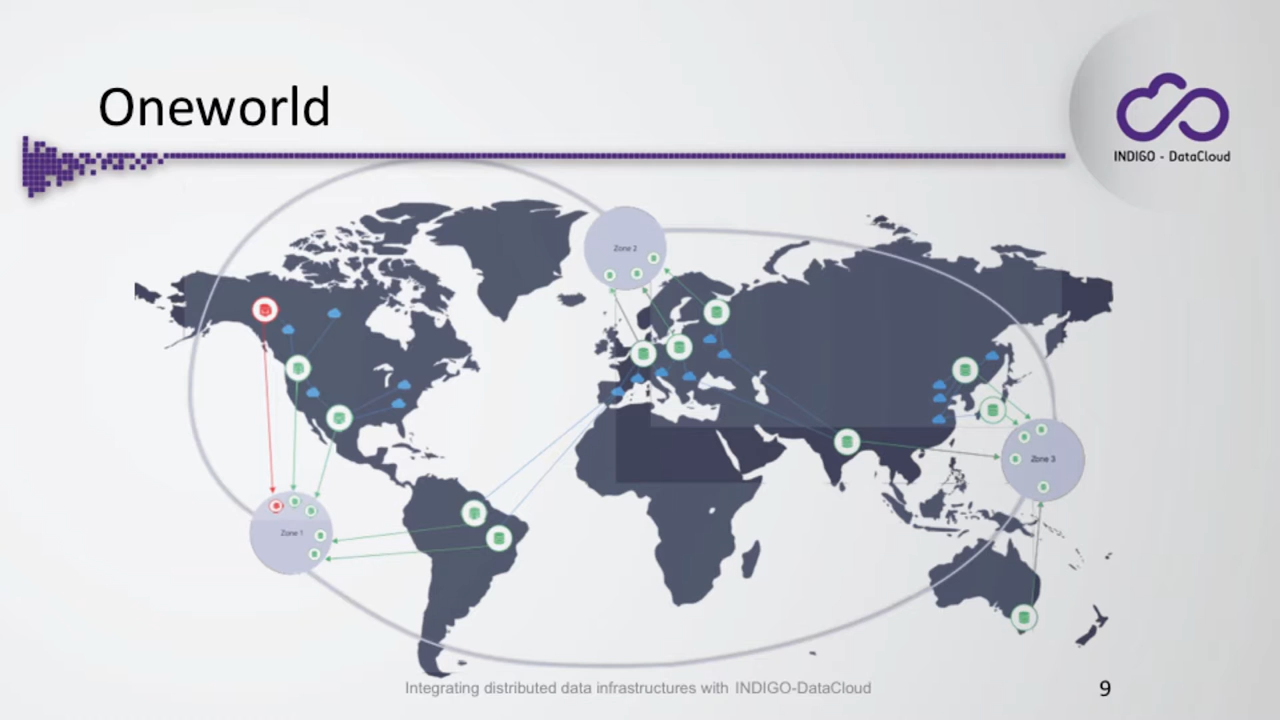 Oneworld
INDIGO - DataCloud
Zone 2
Zone 3
Zone 1
Integrating distributed data infrastructures with INDIGO-DataCloud
9